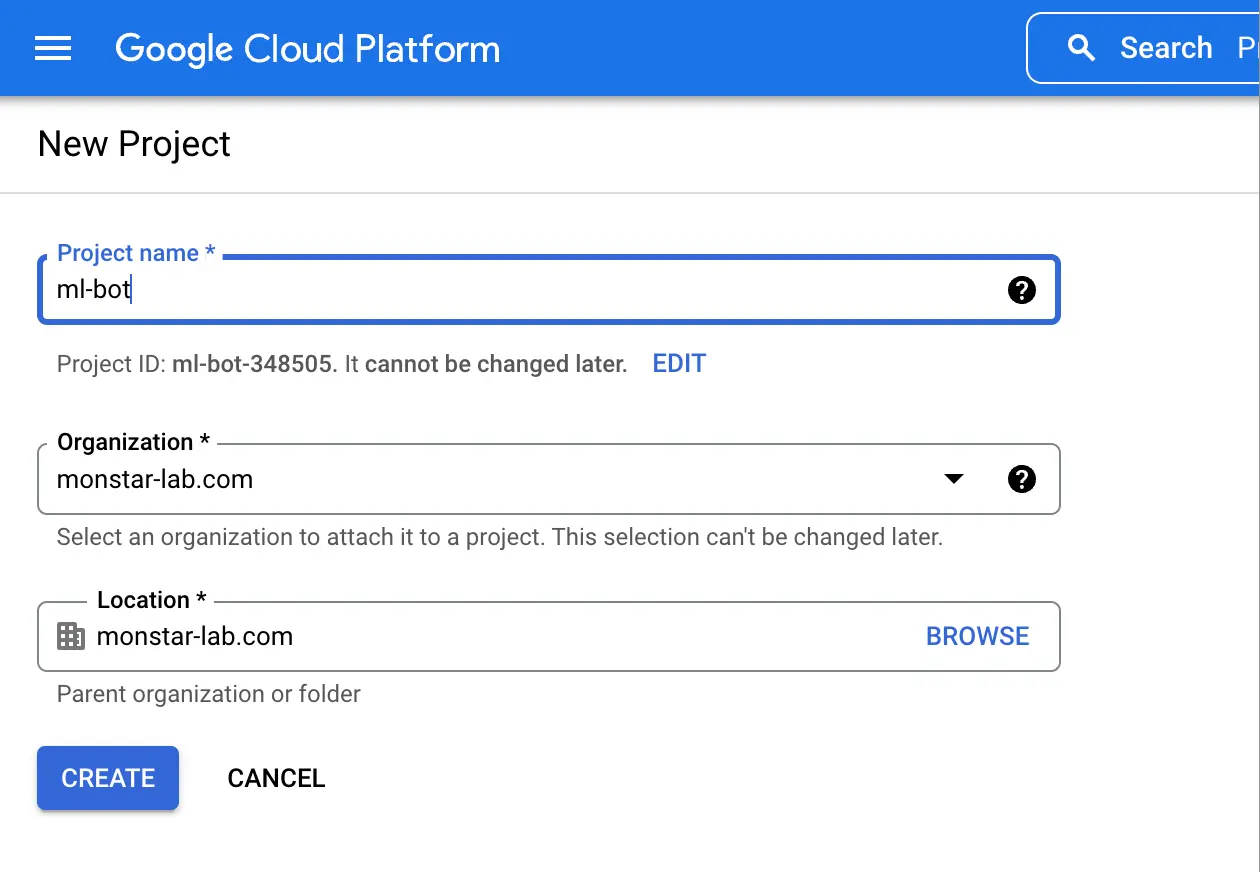 Google Cloud Platform
Search
New Project
Project name *
ml-bot
Project ID: ml-bot-348505. It cannot be changed later. EDIT
Organization *
monstar-lab.com
Select an organization to attach it to a project. This selection can't be changed later.
Location *
monstar-lab.com BROWSE
Parent organization or folder
CREATE CANCEL